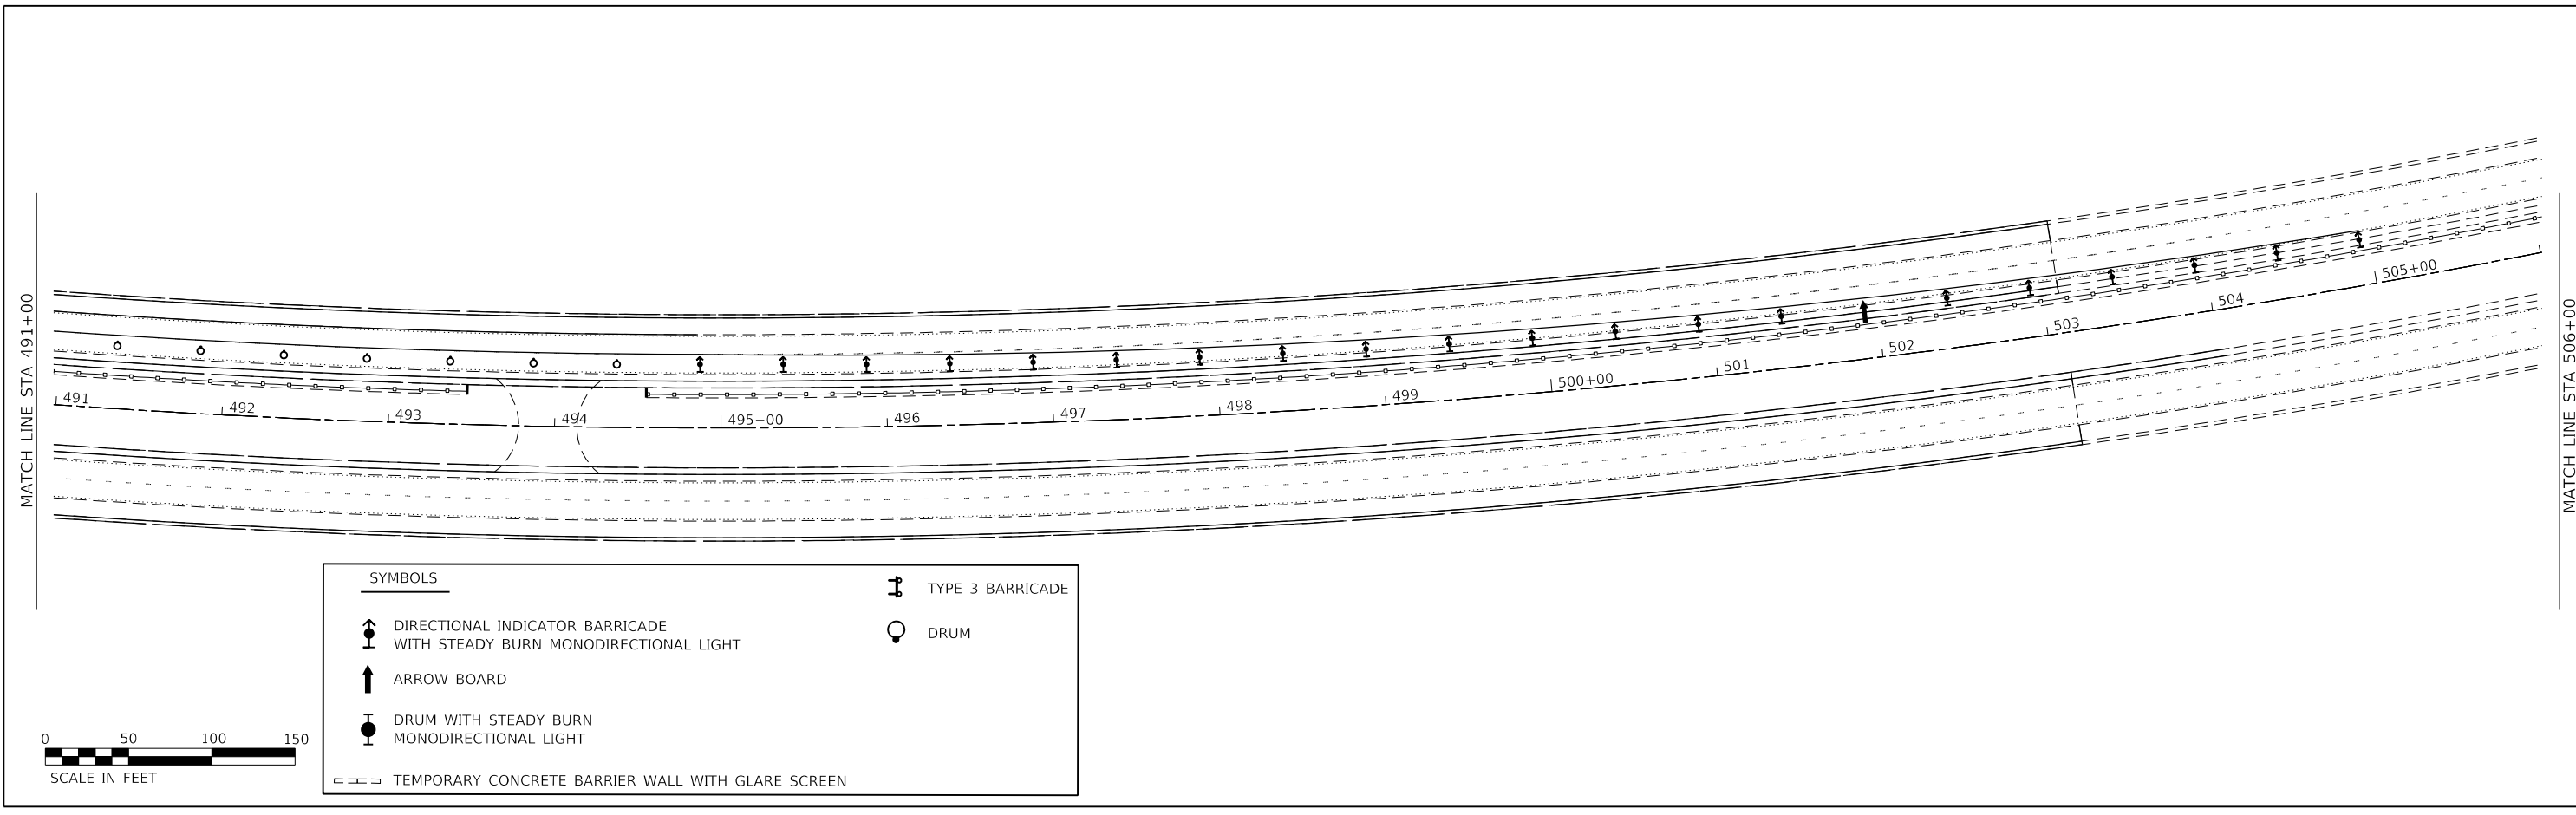 MATCH LINE STA 491+00
491
492
493
494
495+00
496
497
498
499
500+00
501
502
503
504
505+00
MATCH LINE STA 506+00
SYMBOLS
DIRECTIONAL INDICATOR BARRICADE
WITH STEADY BURN MONODIRECTIONAL LIGHT
ARROW BOARD
DRUM WITH STEADY BURN
MONODIRECTIONAL LIGHT
TEMPORARY CONCRETE BARRIER WALL WITH GLARE SCREEN
TYPE 3 BARRICADE
DRUM
0 50 100 150
SCALE IN FEET